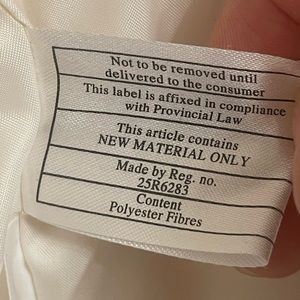 Not to be removed until
delivered to the consumer
This label is affixed in compliance
with Provincial Law
This article contains
NEW MATERIAL ONLY
Made by Reg. no.
25R6283
Content
Polyester Fibres